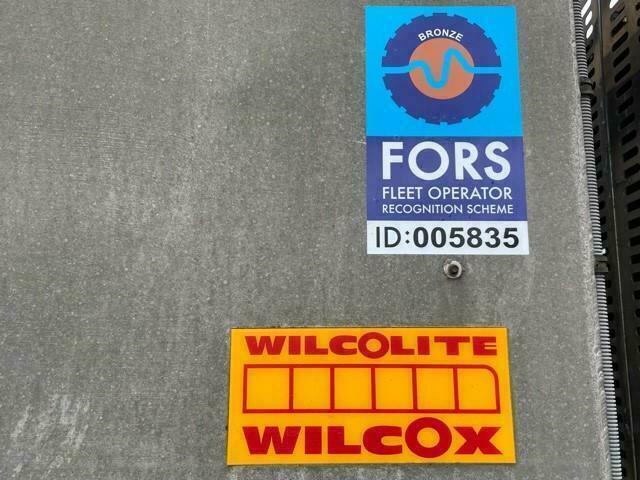 BRONZE
FORS
FLEET OPERATOR
RECOGNITION SCHEME
ID:005835
WILCOLITE
WILCOX